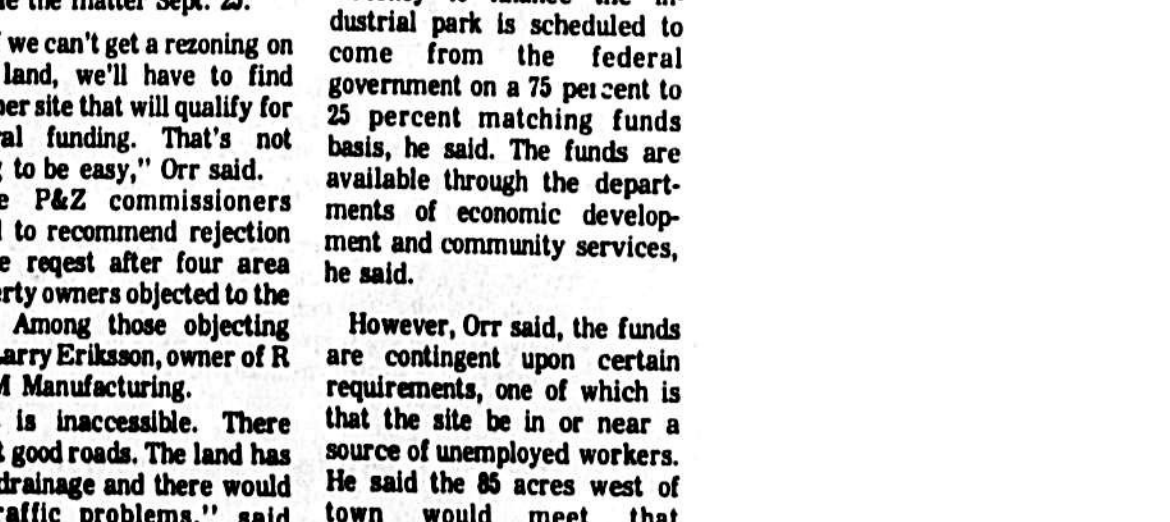 the matter Sept. 25.
we can't get a rezoning on
land, we'll have to find
er site that will qualify for
al funding. That's not
to be easy," Orr said.
e P&Z commissioners
to recommend rejection
e reqest after four area
rty owners objected to the
Among those objecting
arry Eriksson, owner of R
M Manufacturing.
is inaccessible. There
t good roads. The land has
drainage and there would
raffic problems," said
dustrial park is scheduled to
come from the federal
government on a 75 percent to
25 percent matching funds
basis, he said. The funds are
available through the depart-
ments of economic develop-
ment and community services,
he said.
However, Orr said, the funds
are contingent upon certain
requirements, one of which is
that the site be in or near a
source of unemployed workers.
He said the 85 acres west of
town would meet that